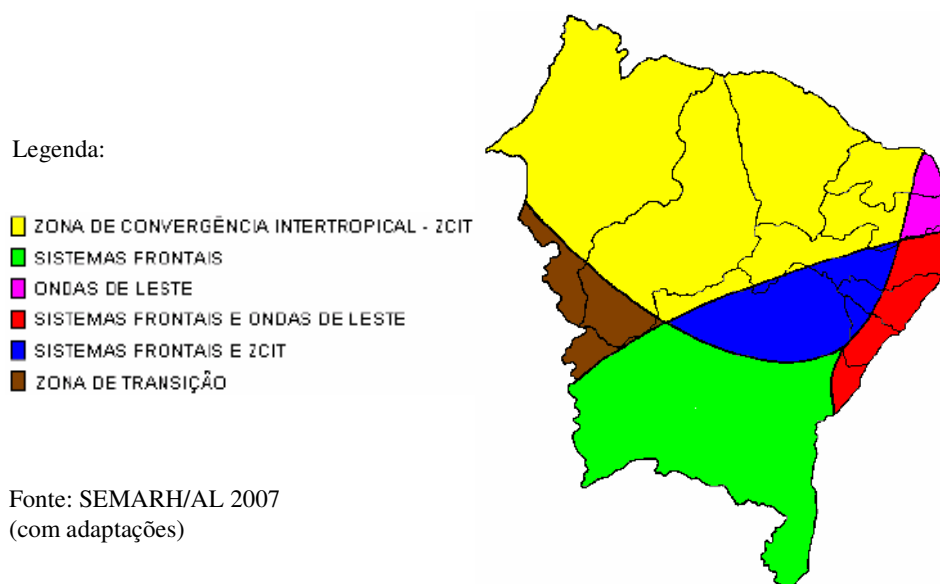 Legenda:
ZONA DE CONVERGÊNCIA INTERTROPICAL - ZCIT
SISTEMAS FRONTAIS
ONDAS DE LESTE
SISTEMAS FRONTAIS E ONDAS DE LESTE
SISTEMAS FRONTAIS E ZCIT
ZONA DE TRANSIÇÃO
Fonte: SEMARH/AL 2007
(com adaptações)